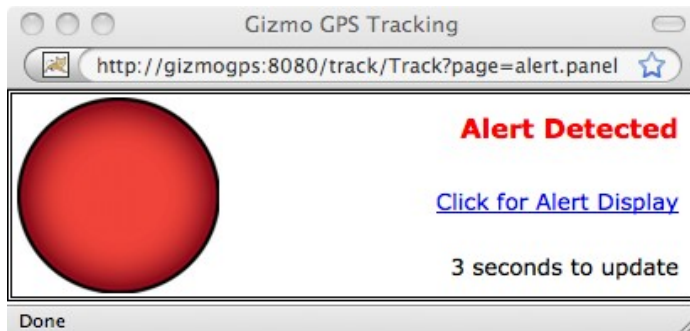 Gizmo GPS Tracking
http://gizmogps:8080/track/Track?page=alert.panel
Alert Detected
Click for Alert Display
3 seconds to update
Done